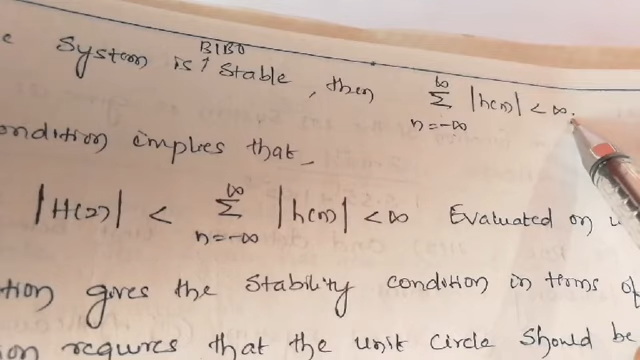 System is BIBO stable, then ∞ Σ n=-∞ |h(n)| < ∞.
condition implies that,
|H(z)| < ∞ Σ n=-∞ |h(n)| < ∞ Evaluated on
gives the stability condition in terms of
requires that the unit circle should be